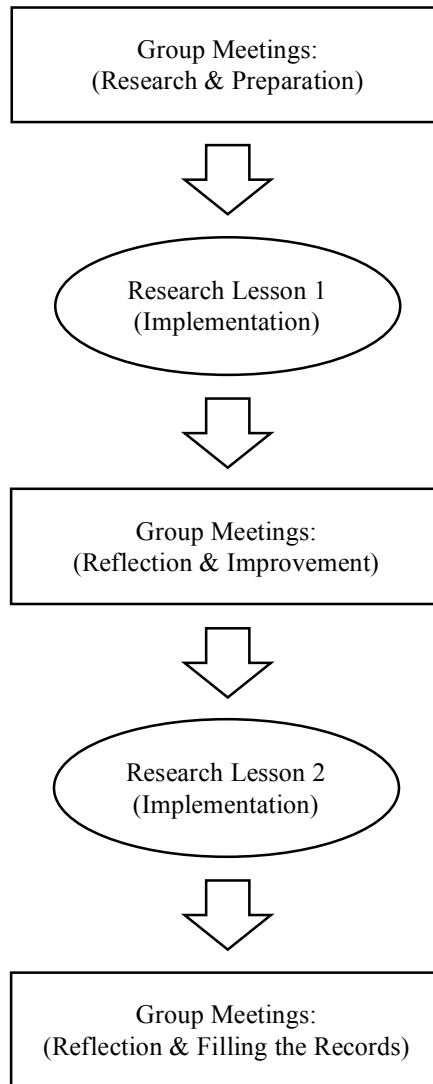 Group Meetings:
(Research & Preparation)
Research Lesson 1
(Implementation)
Group Meetings:
(Reflection & Improvement)
Research Lesson 2
(Implementation)
Group Meetings:
(Reflection & Filling the Records)